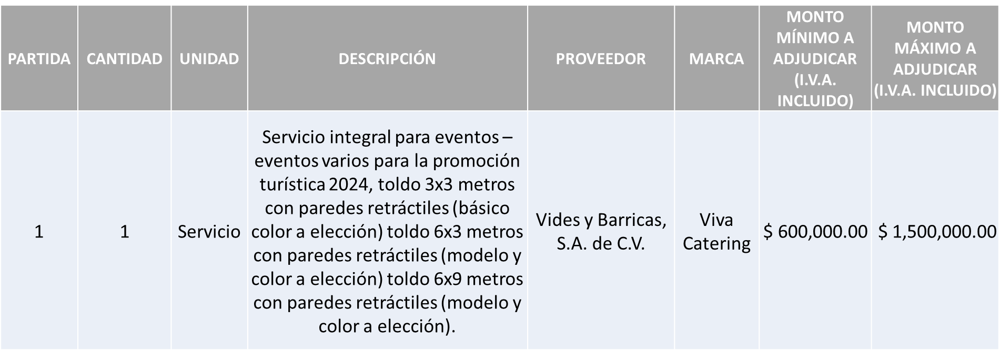 PARTIDA
CANTIDAD
UNIDAD
DESCRIPCIÓN
PROVEEDOR
MARCA
MONTO
MÍNIMO A
ADJUDICAR
(I.V.A.
INCLUIDO)
MONTO
MÁXIMO A
ADJUDICAR
(I.V.A. INCLUIDO)
1
1
Servicio
Servicio integral para eventos –
eventos varios para la promoción
turística 2024, toldo 3x3 metros
con paredes retráctiles (básico
color a elección) toldo 6x3 metros
con paredes retráctiles (modelo y
color a elección) toldo 6x9 metros
con paredes retráctiles (modelo y
color a elección).
Vides y Barricas,
S.A. de C.V.
Viva
Catering
$ 600,000.00
$ 1,500,000.00